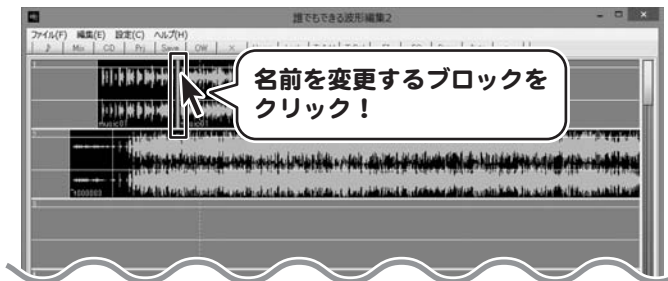 誰でもできる波形編集2
ファイル(F) 編集(E) 設定(C) ヘルプ(H)
Mix CD Prj Save OW ×
名前を変更するブロックを
クリック！
music01